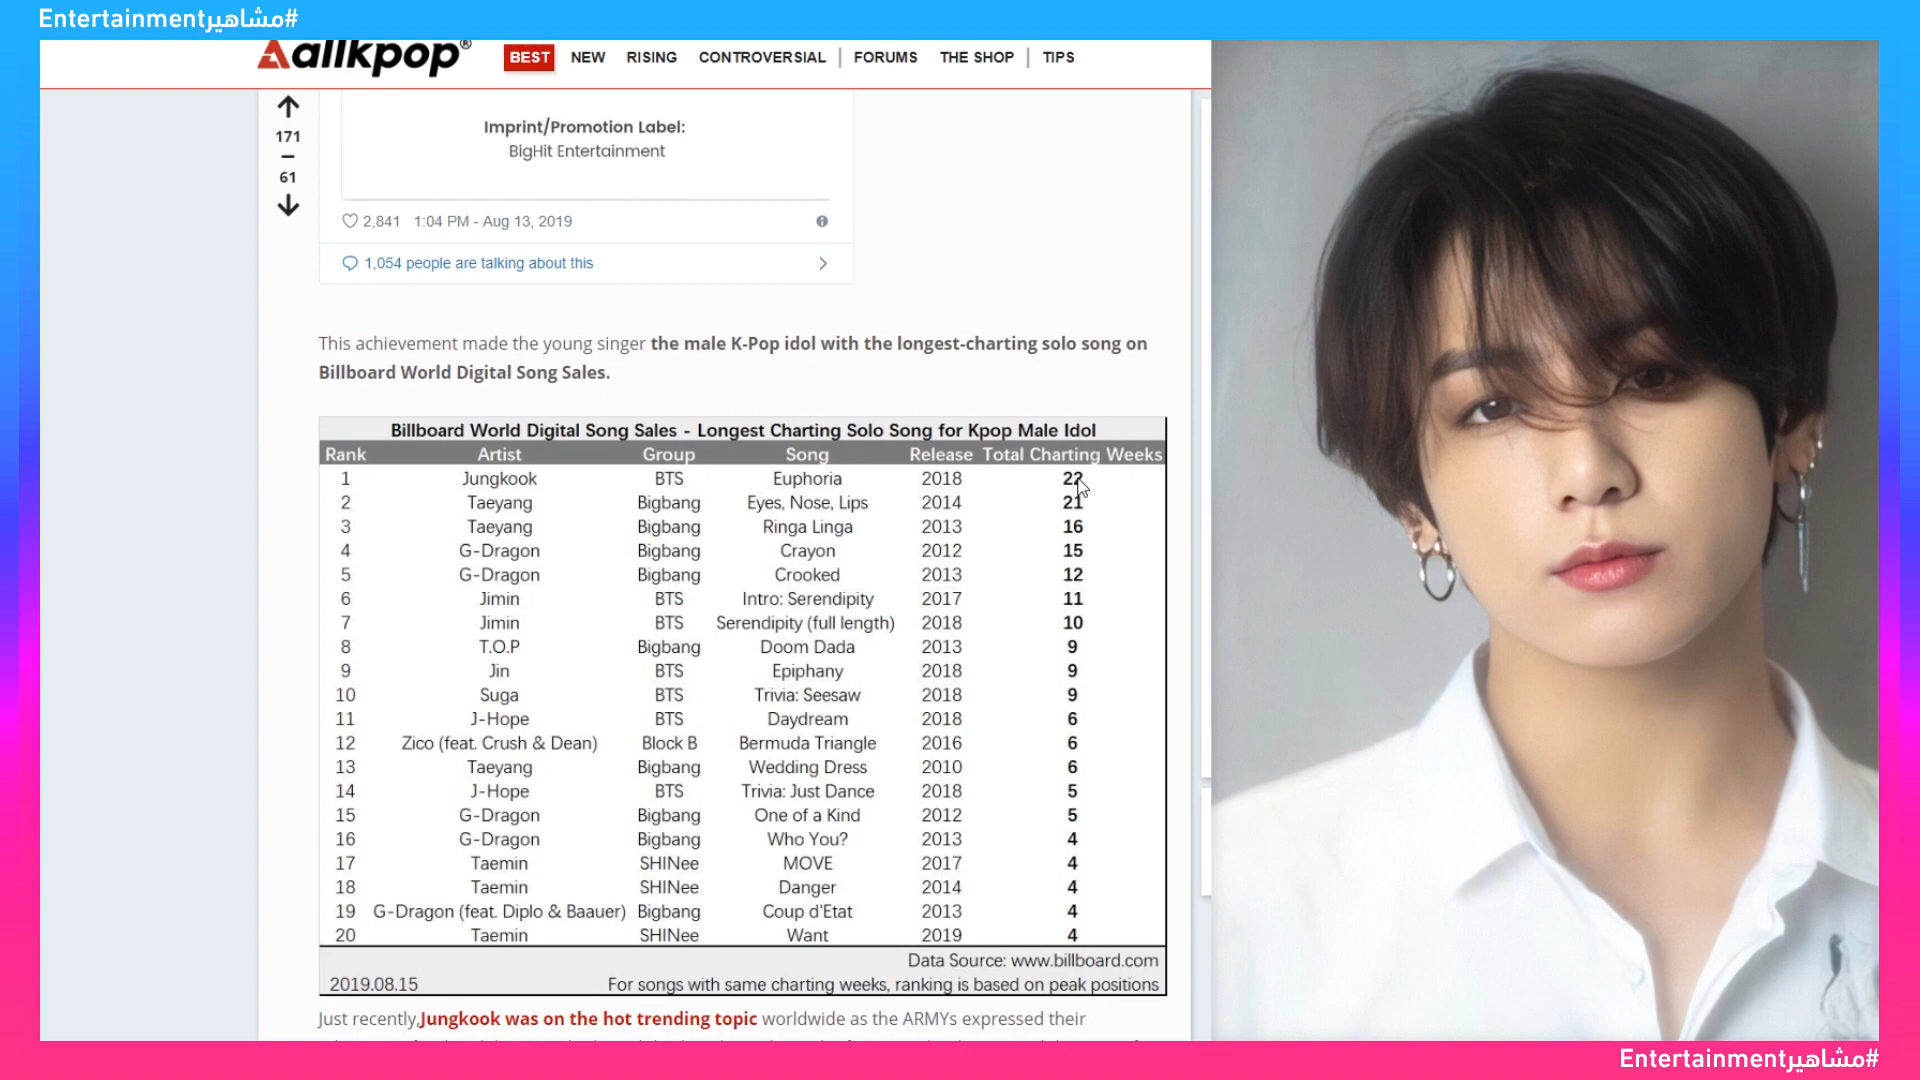 Entertainmentمشاهير#
allkpop®
BEST NEW RISING CONTROVERSIAL FORUMS THE SHOP TIPS
171
61
Imprint/Promotion Label:
BigHit Entertainment
2,841 1:04 PM - Aug 13, 2019
1,054 people are talking about this
This achievement made the young singer the male K-Pop idol with the longest-charting solo song on
Billboard World Digital Song Sales.
Billboard World Digital Song Sales - Longest Charting Solo Song for Kpop Male Idol
Rank Artist Group Song Release Total Charting Weeks
1 Jungkook BTS Euphoria 2018 22
2 Taeyang Bigbang Eyes, Nose, Lips 2014 21
3 Taeyang Bigbang Ringa Linga 2013 16
4 G-Dragon Bigbang Crayon 2012 15
5 G-Dragon Bigbang Crooked 2013 12
6 Jimin BTS Intro: Serendipity 2017 11
7 Jimin BTS Serendipity (full length) 2018 10
8 T.O.P Bigbang Doom Dada 2013 9
9 Jin BTS Epiphany 2018 9
10 Suga BTS Trivia: Seesaw 2018 9
11 J-Hope BTS Daydream 2018 6
12 Zico (feat. Crush & Dean) Block B Bermuda Triangle 2016 6
13 Taeyang Bigbang Wedding Dress 2010 6
14 J-Hope BTS Trivia: Just Dance 2018 5
15 G-Dragon Bigbang One of a Kind 2012 5
16 G-Dragon Bigbang Who You? 2013 4
17 Taemin SHINee MOVE 2017 4
18 Taemin SHINee Danger 2014 4
19 G-Dragon (feat. Diplo & Baauer) Bigbang Coup d'Etat 2013 4
20 Taemin SHINee Want 2019 4
Data Source: www.billboard.com
2019.08.15 For songs with same charting weeks, ranking is based on peak positions
Just recently,Jungkook was on the hot trending topic worldwide as the ARMYs expressed their
Entertainmentمشاهير#